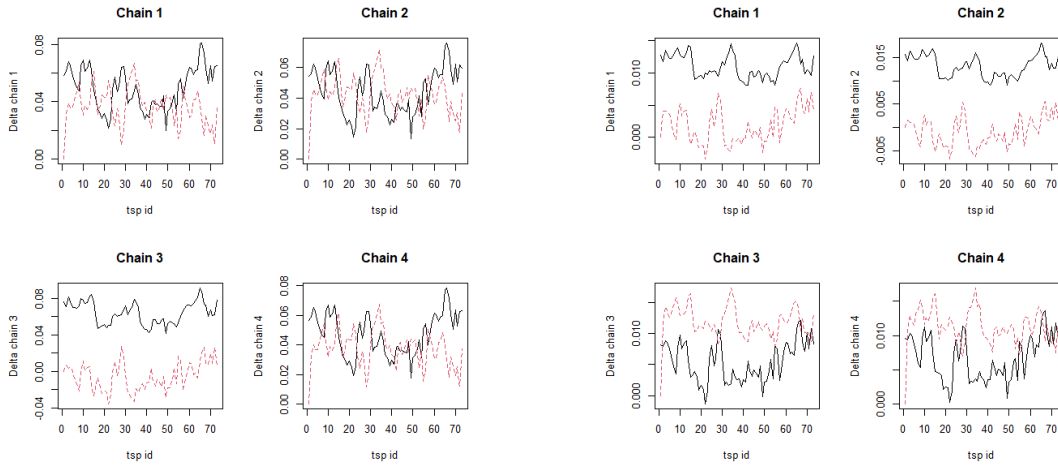 Chain 1
Delta chain 1
0.00 0.04 0.08
0 10 20 30 40 50 60 70
tsp id
Chain 2
Delta chain 2
0.00 0.02 0.04 0.06
0 10 20 30 40 50 60 70
tsp id
Chain 1
Delta chain 1
0.000 0.010
0 10 20 30 40 50 60 70
tsp id
Chain 2
Delta chain 2
-0.005 0.005 0.015
0 10 20 30 40 50 60 70
tsp id
Chain 3
Delta chain 3
-0.04 0.00 0.04 0.08
0 10 20 30 40 50 60 70
tsp id
Chain 4
Delta chain 4
0.00 0.02 0.04 0.06 0.08
0 10 20 30 40 50 60 70
tsp id
Chain 3
Delta chain 3
0.000 0.010
0 10 20 30 40 50 60 70
tsp id
Chain 4
Delta chain 4
0.000 0.010
0 10 20 30 40 50 60 70
tsp id